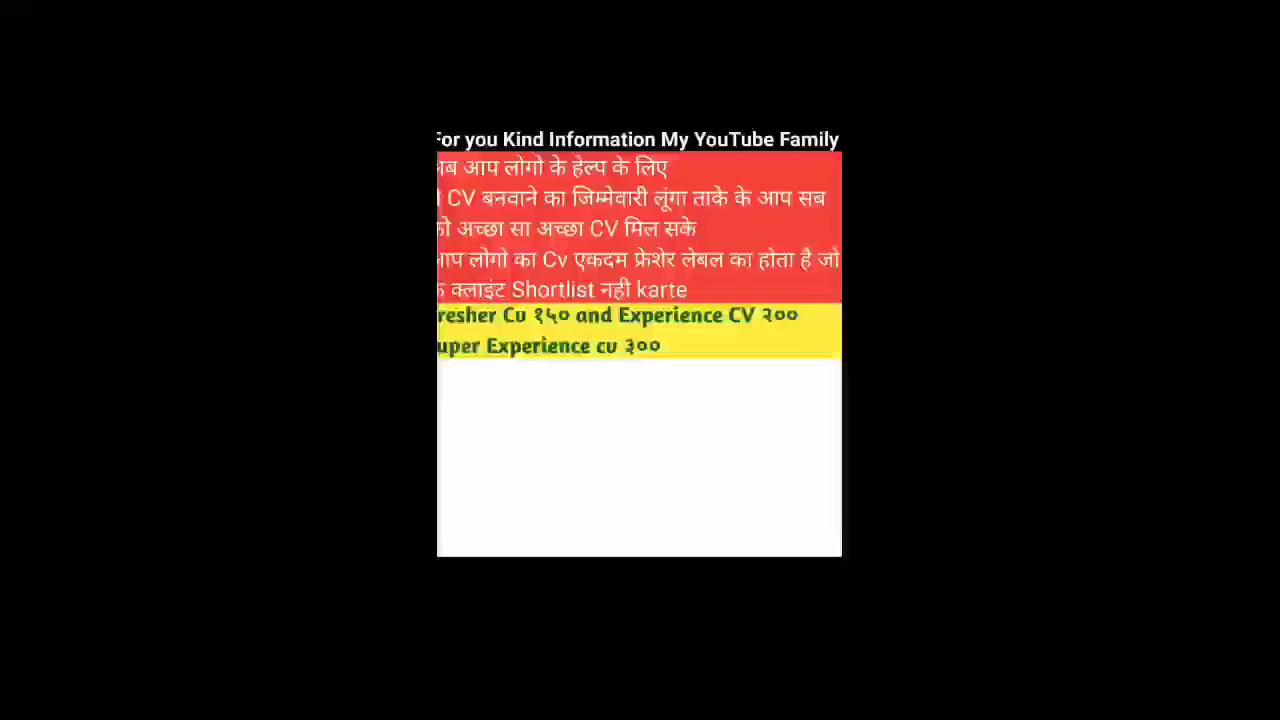 For you Kind Information My YouTube Family
अब आप लोगो के हेल्प के लिए
CV बनवाने का जिम्मेवारी लूंगा ताके के आप सब
को अच्छा सा अच्छा CV मिल सके
आप लोगो का Cv एकदम फ्रेशेर लेबल का होता है जो
क्लाइंट Shortlist नही karte
resher Cv १५० and Experience CV २००
uper Experience cv ३००